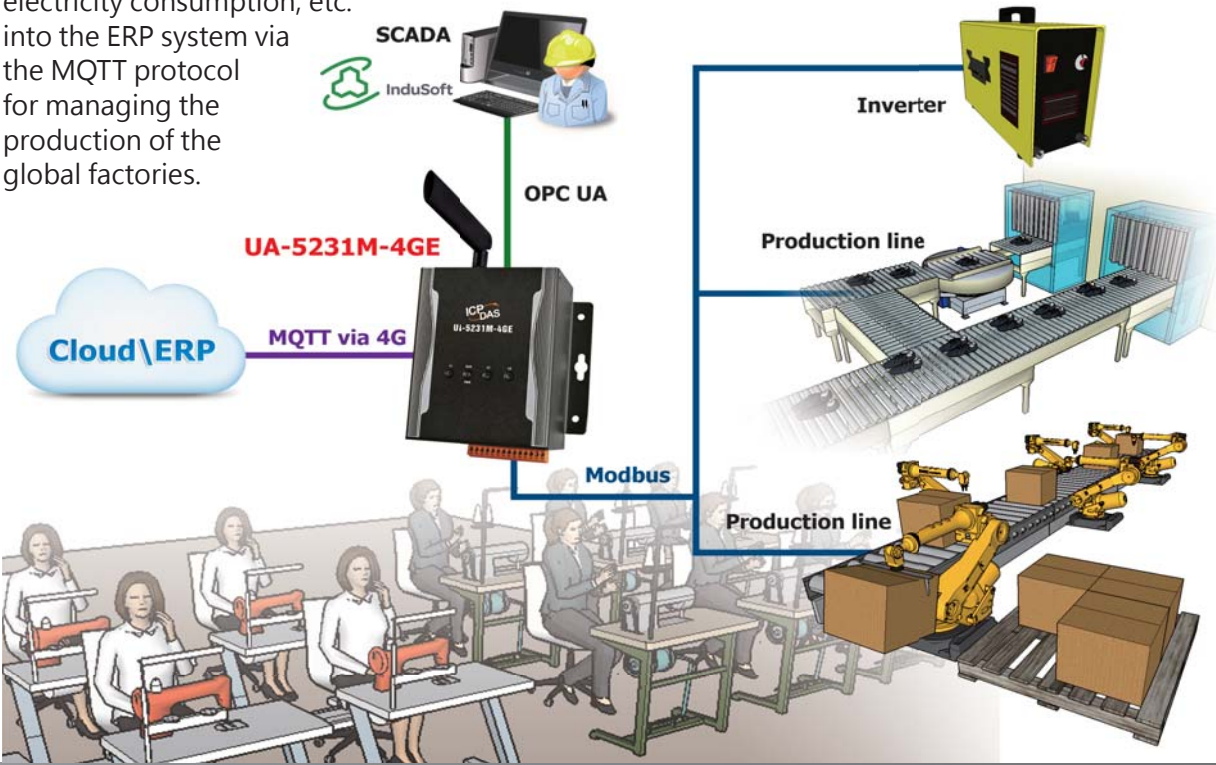 electricity consumption, etc.
into the ERP system via
the MQTT protocol
for managing the
production of the
global factories.
SCADA
InduSoft
Inverter
OPC UA
UA-5231M-4GE
Production line
ICP DAS
UA-5231M-4GE
MQTT via 4G
Cloud\ERP
Modbus
Production line